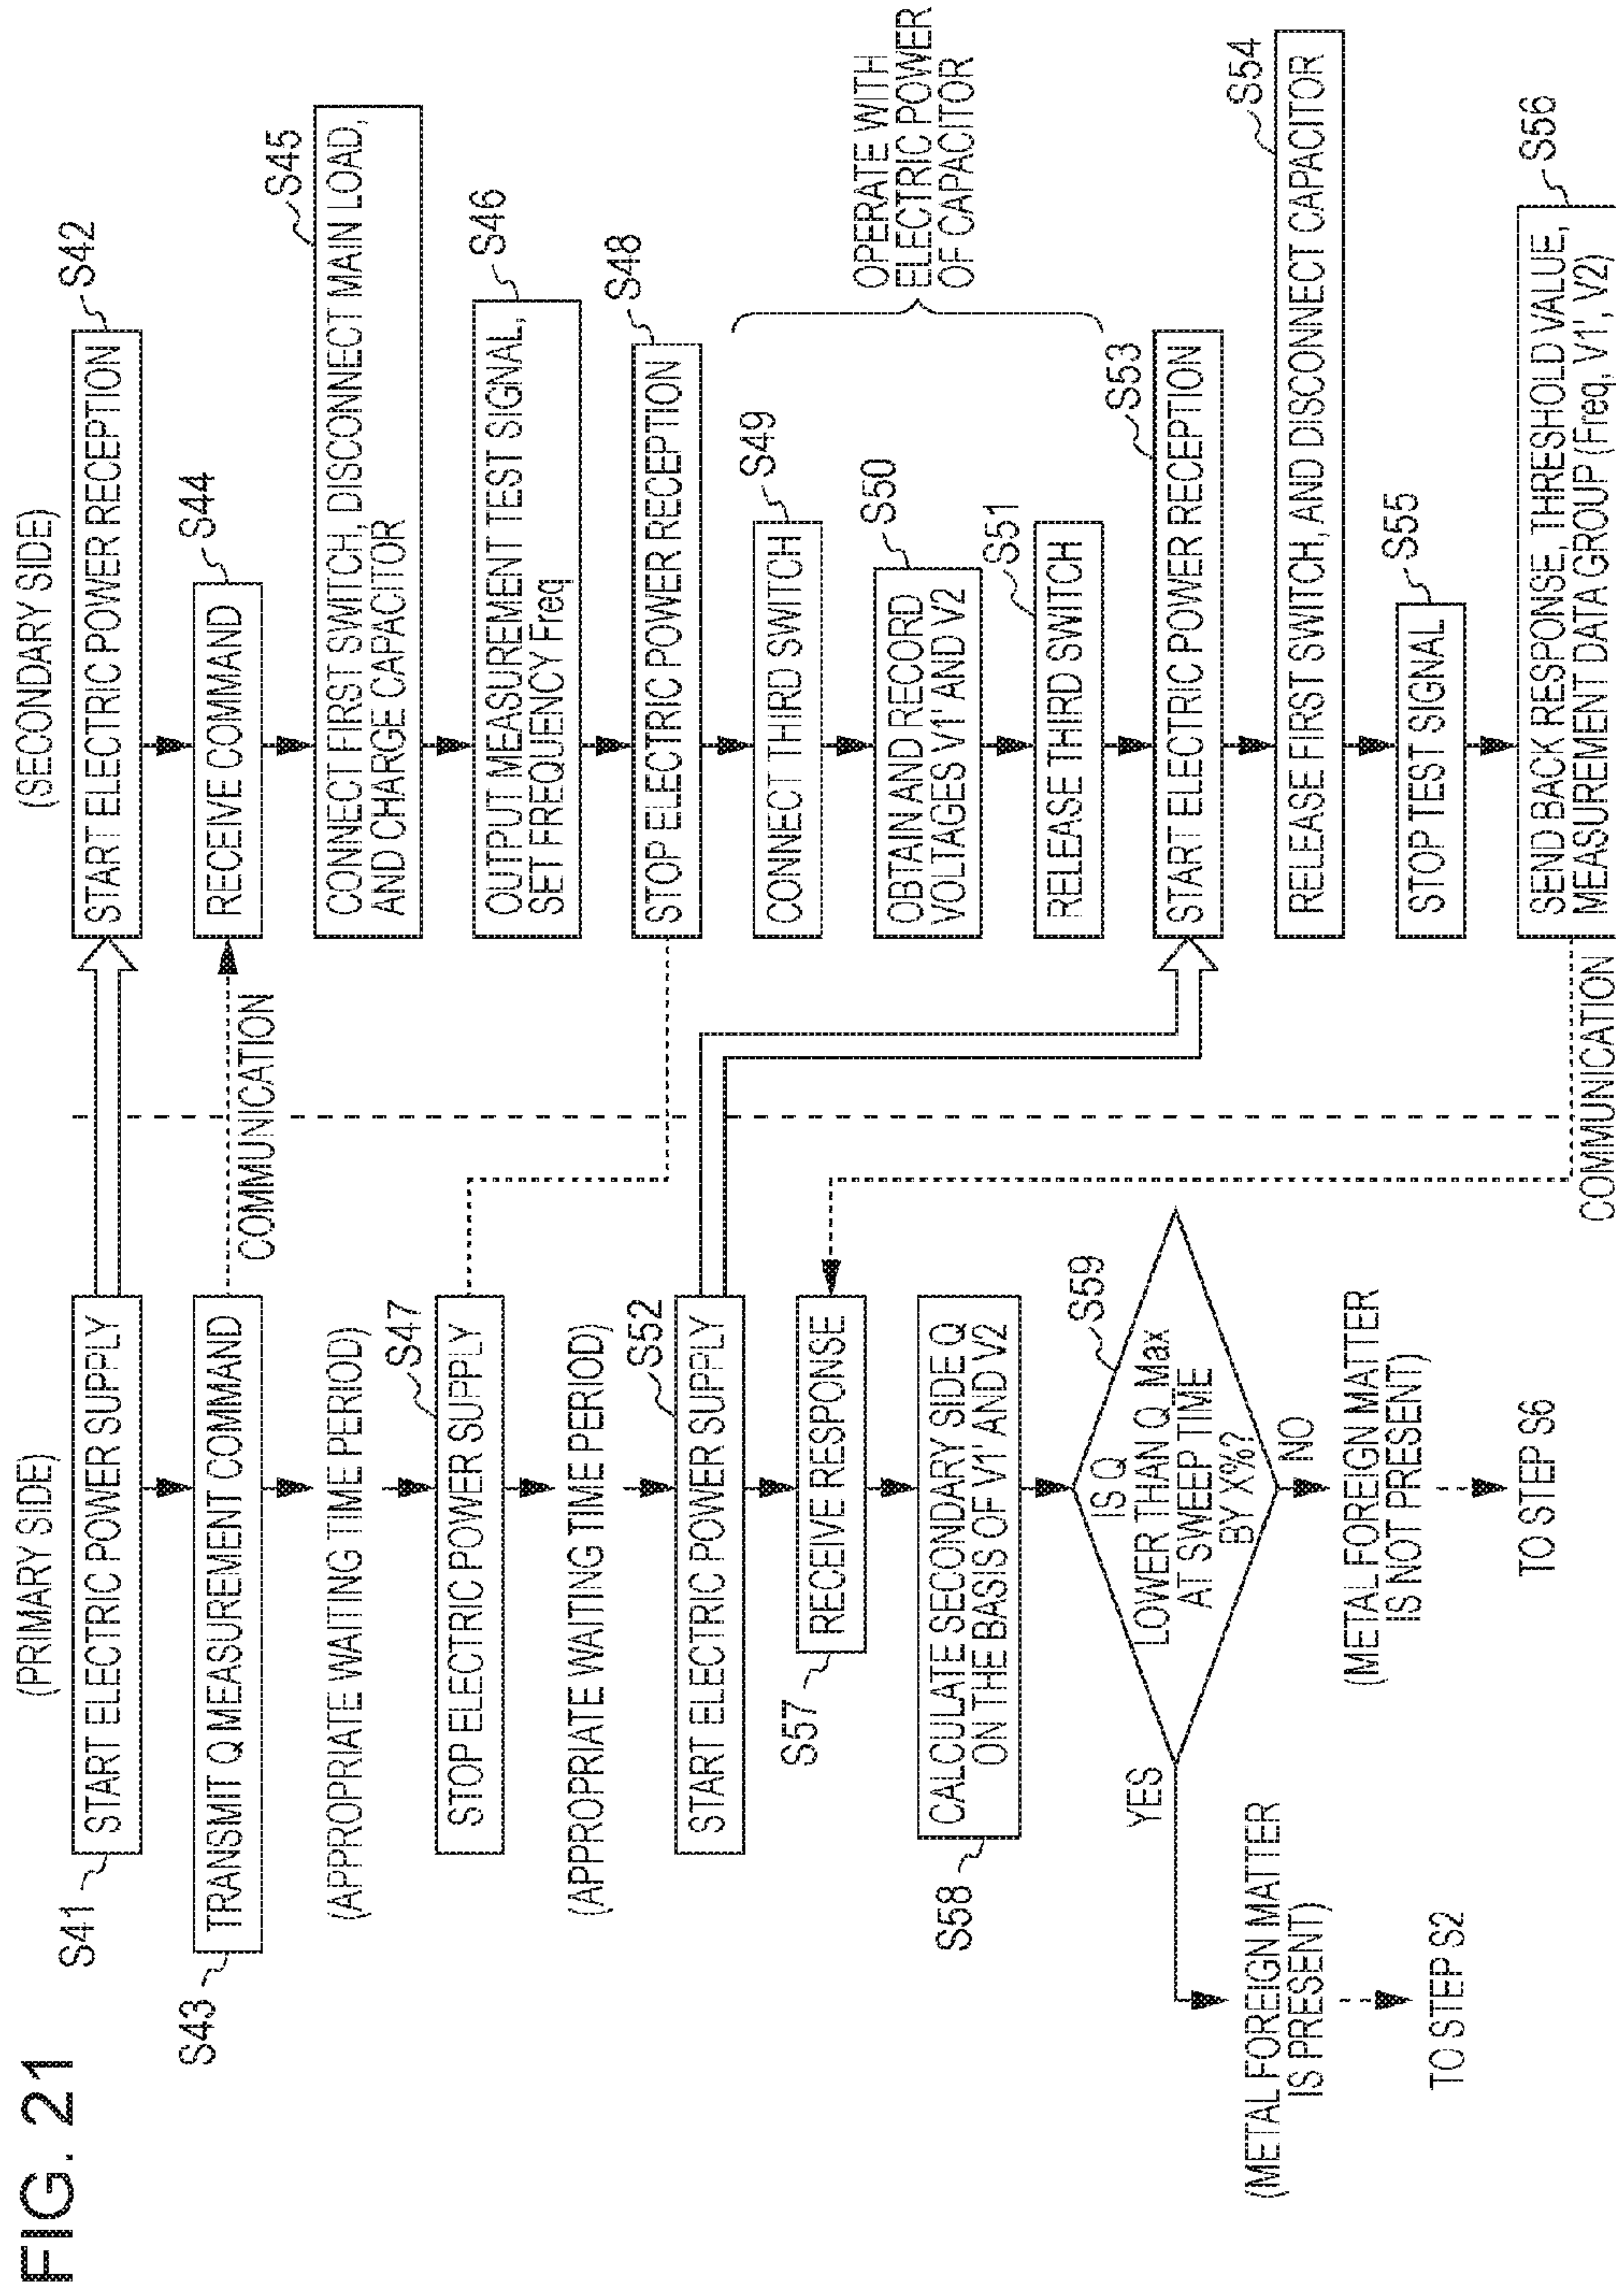 FIG. 21
(PRIMARY SIDE)
S41
START ELECTRIC POWER SUPPLY
S43
TRANSMIT Q MEASUREMENT COMMAND
(APPROPRIATE WAITING TIME PERIOD)
S47
STOP ELECTRIC POWER SUPPLY
(APPROPRIATE WAITING TIME PERIOD)
S52
START ELECTRIC POWER SUPPLY
S57
RECEIVE RESPONSE
S58
CALCULATE SECONDARY SIDE Q
ON THE BASIS OF V1' AND V2
S59
IS Q
LOWER THAN Q Max
AT SWEEP TIME
BY X%?
YES
NO
(METAL FOREIGN MATTER
IS PRESENT)
TO STEP S2
(METAL FOREIGN MATTER
IS NOT PRESENT)
TO STEP S6
COMMUNICATION
COMMUNICATION
(SECONDARY SIDE)
S42
START ELECTRIC POWER RECEPTION
S44
RECEIVE COMMAND
S45
CONNECT FIRST SWITCH, DISCONNECT MAIN LOAD,
AND CHARGE CAPACITOR
S46
OUTPUT MEASUREMENT TEST SIGNAL,
SET FREQUENCY Freq
S48
STOP ELECTRIC POWER RECEPTION
S49
CONNECT THIRD SWITCH
S50
OBTAIN AND RECORD
VOLTAGES V1' AND V2
S51
RELEASE THIRD SWITCH
OPERATE WITH
ELECTRIC POWER
OF CAPACITOR
S53
START ELECTRIC POWER RECEPTION
S54
RELEASE FIRST SWITCH, AND DISCONNECT CAPACITOR
S55
STOP TEST SIGNAL
S56
SEND BACK RESPONSE, THRESHOLD VALUE,
MEASUREMENT DATA GROUP (Freq, V1', V2)